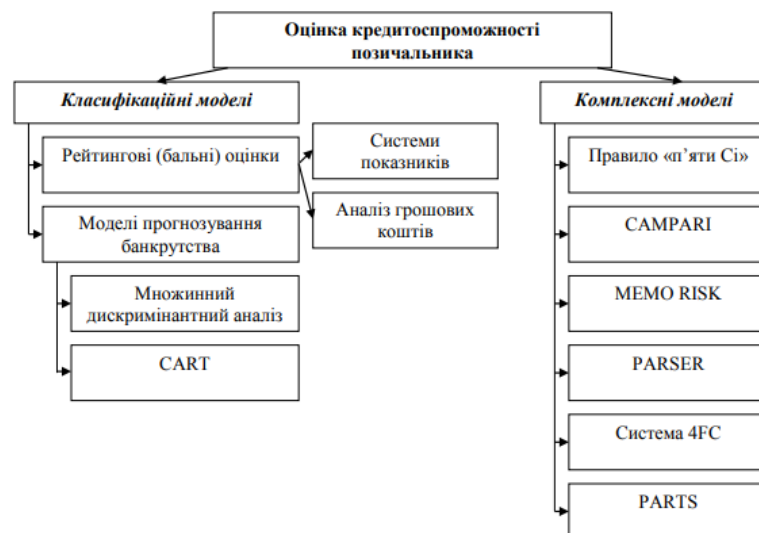 Оцінка кредитоспроможності
позичальника
Класифікаційні моделі
Рейтингові (бальні) оцінки
Системи
показників
Аналіз грошових
коштів
Моделі прогнозування
банкрутства
Множинний
дискримінантний аналіз
CART
Комплексні моделі
Правило «п’яти Сі»
CAMPARI
MEMO RISK
PARSER
Система 4FC
PARTS